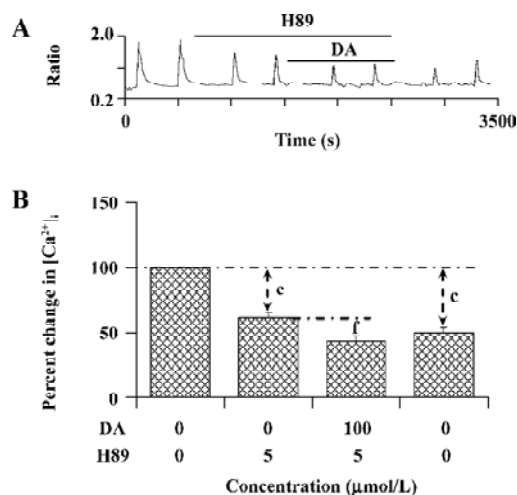 A
H89
DA
2.0
Ratio
0.2
0
3500
Time (s)
B
Percent change in [Ca2+]i
150
100
50
0
c
f
c
DA 0 0 100 0
H89 0 5 5 0
Concentration (µmol/L)